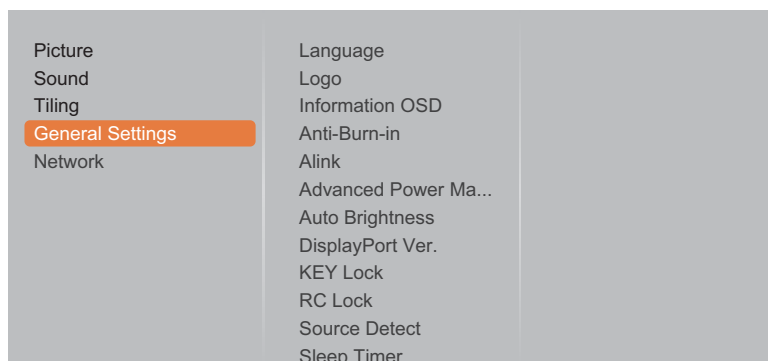 Picture
Sound
Tiling
General Settings
Network
Language
Logo
Information OSD
Anti-Burn-in
Alink
Advanced Power Ma...
Auto Brightness
DisplayPort Ver.
KEY Lock
RC Lock
Source Detect
Sleep Timer